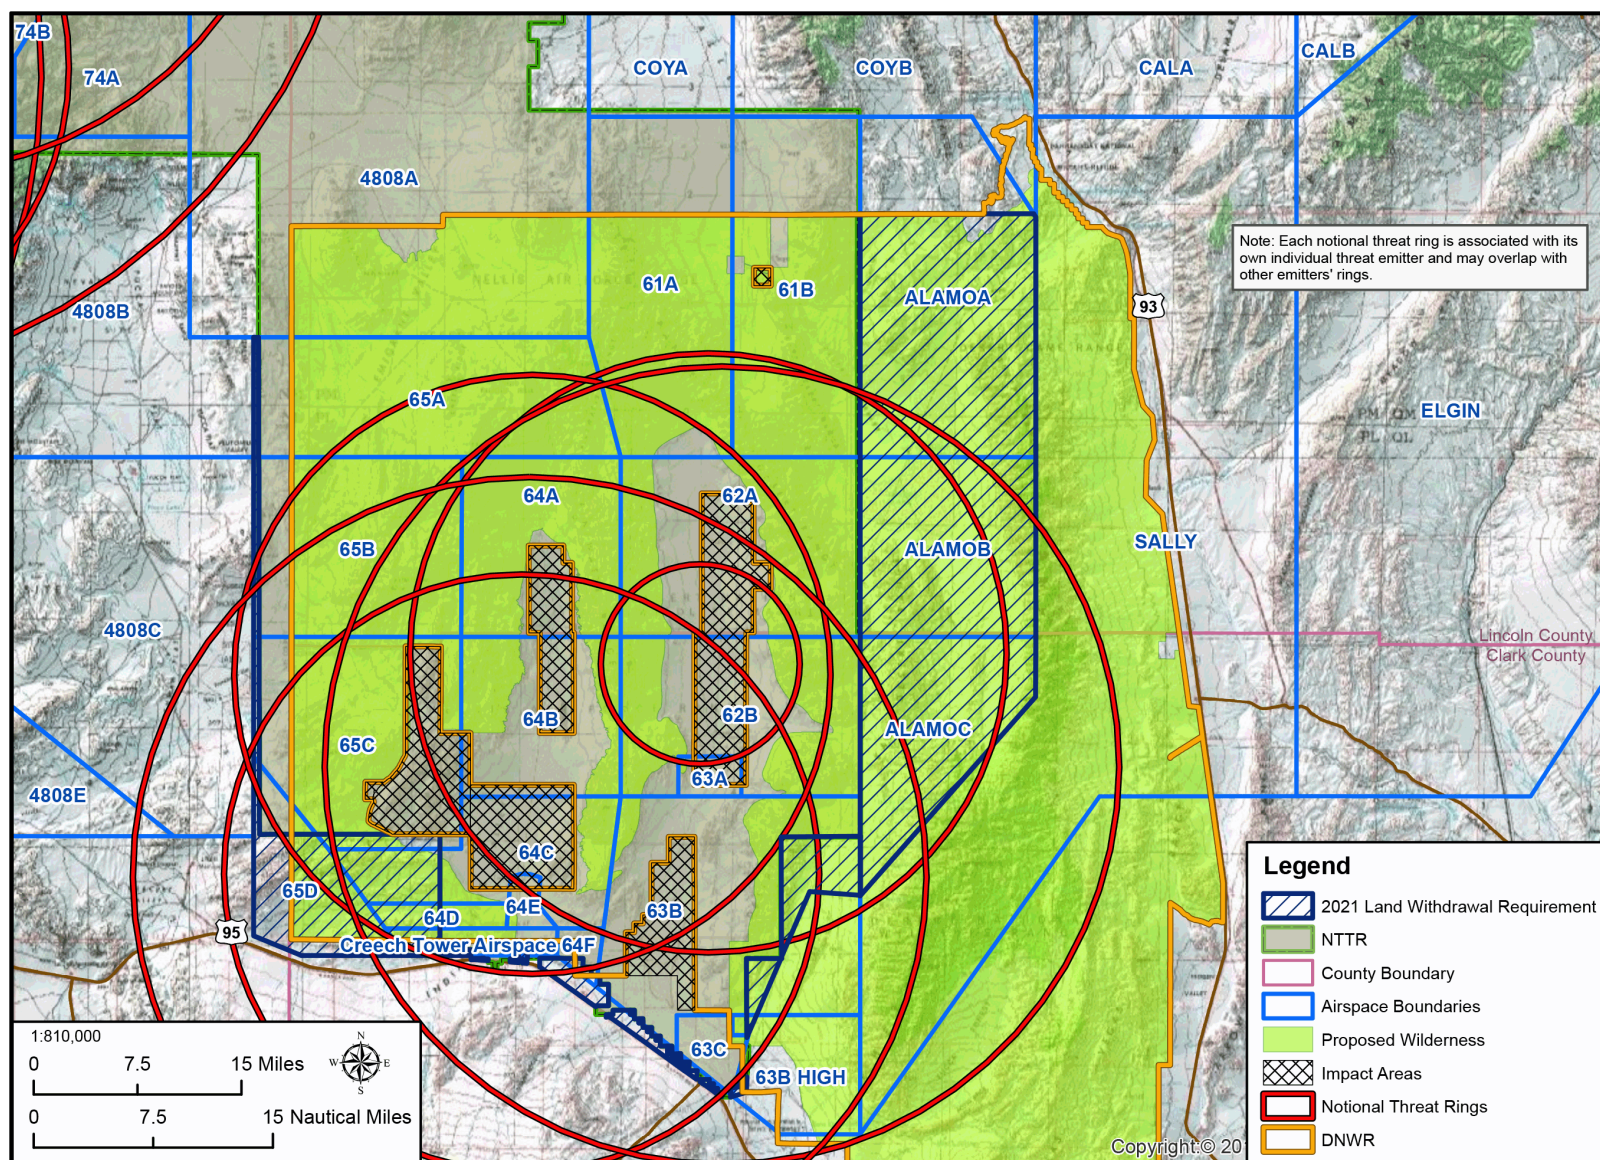 74B
74A
COYA
COYB
CALA
CALB
4808A
Note: Each notional threat ring is associated with its
own individual threat emitter and may overlap with
other emitters' rings.
61A
61B
ALAMOA
4808B
93
65A
ELGIN
64A
62A
65B
ALAMOB
SALLY
4808C
Lincoln County
Clark County
64B
62B
65C
ALAMOC
63A
4808E
64C
65D
64E
63B
64D
95
Creech Tower Airspace 64F
63C
63B HIGH
1:810,000
0 7.5 15 Miles
0 7.5 15 Nautical Miles
N
W E
S
Legend
2021 Land Withdrawal Requirement
NTTR
County Boundary
Airspace Boundaries
Proposed Wilderness
Impact Areas
Notional Threat Rings
DNWR
Copyright:© 20